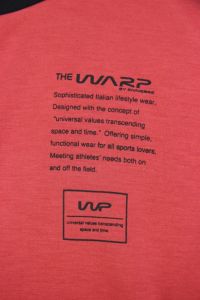 THE WARP
BY ENNERRE
Sophisticated Italian lifestyle wear.
Designed with the concept of
"universal values transcending
space and time." Offering simple,
functional wear for all sports lovers,
Meeting athletes' needs both on
and off the field.
WP
universal values transcending
space and time.